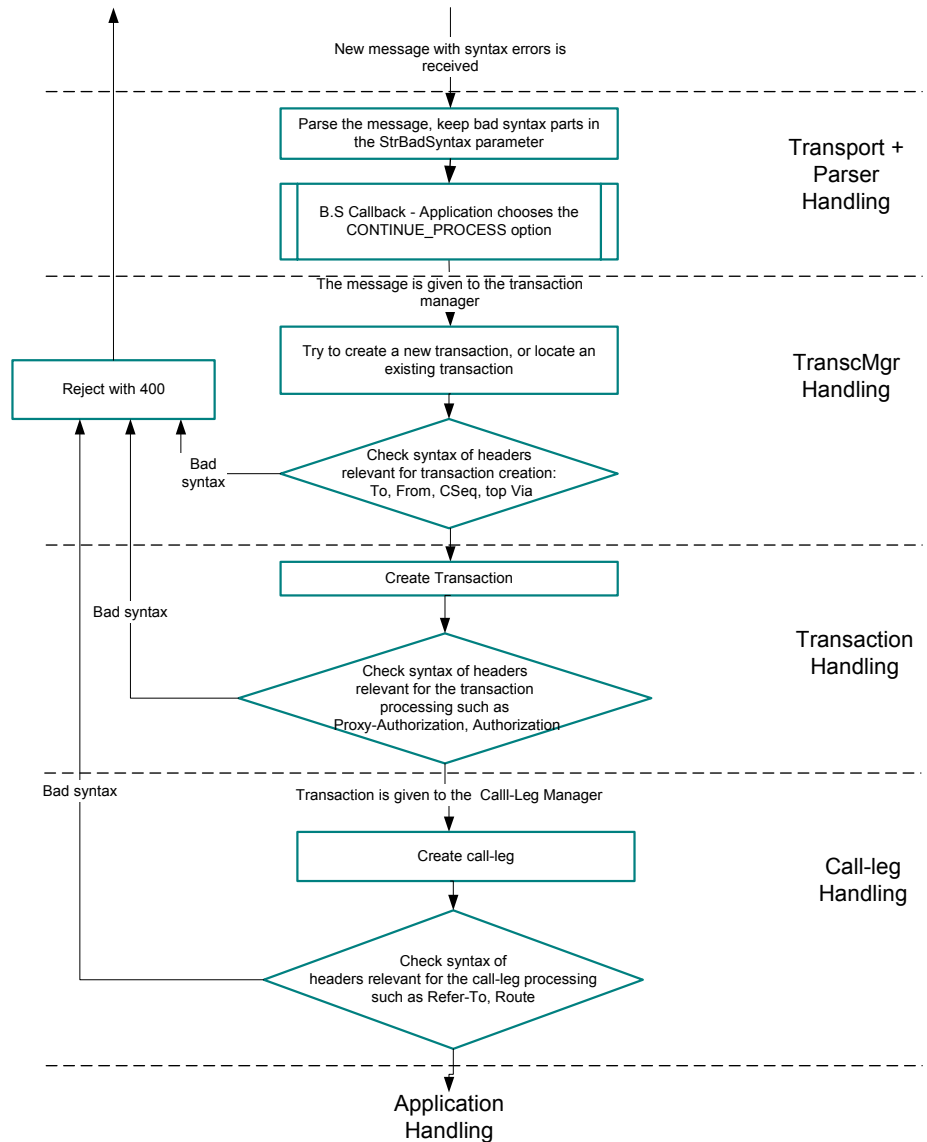 New message with syntax errors is
received
Parse the message, keep bad syntax parts in
the StrBadSyntax parameter
Transport +
Parser
Handling
B.S Callback - Application chooses the
CONTINUE_PROCESS option
The message is given to the transaction
manager
Try to create a new transaction, or locate an
existing transaction
TranscMgr
Handling
Reject with 400
Check syntax of headers
relevant for transaction creation:
To, From, CSeq, top Via
Bad
syntax
Create Transaction
Bad syntax
Transaction
Handling
Check syntax of headers
relevant for the transaction
processing such as
Proxy-Authorization, Authorization
Bad syntax
Transaction is given to the Calll-Leg Manager
Create call-leg
Call-leg
Handling
Check syntax of
headers relevant for the call-leg processing
such as Refer-To, Route
Application
Handling